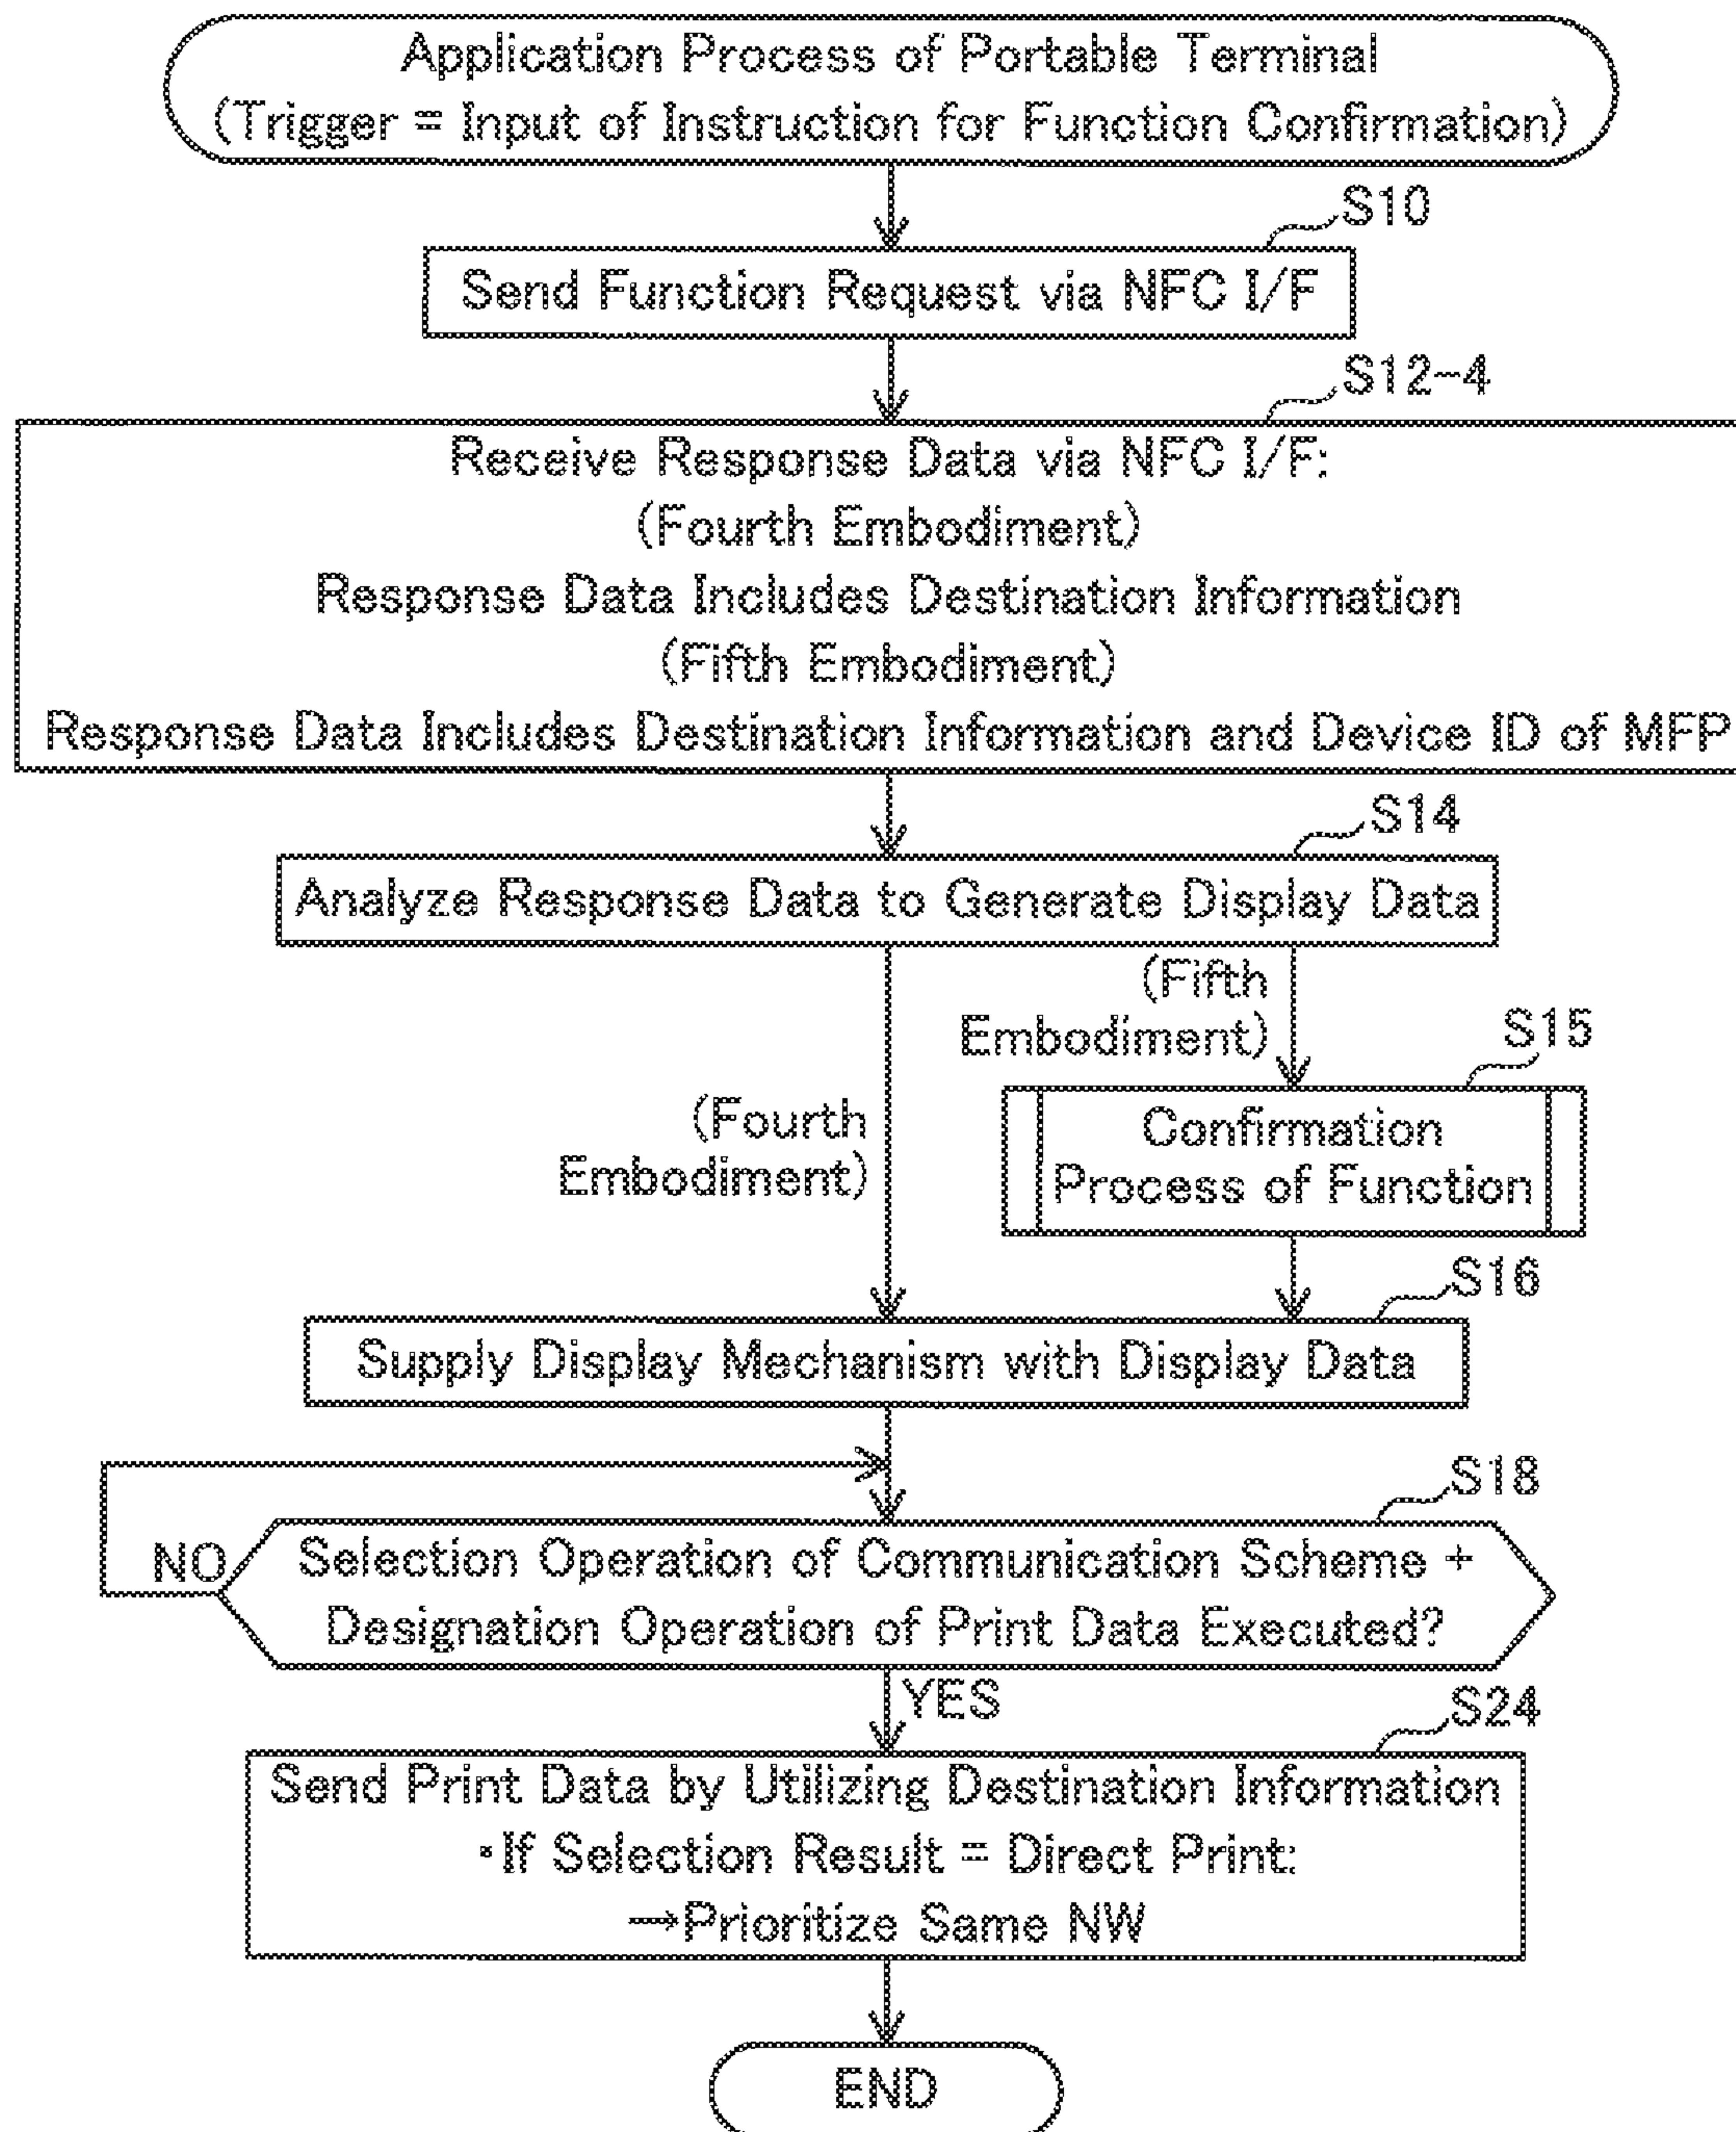 Application Process of Portable Terminal
(Trigger = Input of Instruction for Function Confirmation)
S10
Send Function Request via NFC I/F
S12-4
Receive Response Data via NFC I/F:
(Fourth Embodiment)
Response Data Includes Destination Information
(Fifth Embodiment)
Response Data Includes Destination Information and Device ID of MFP
S14
Analyze Response Data to Generate Display Data
(Fifth
Embodiment)
S15
(Fourth
Embodiment)
Confirmation
Process of Function
S16
Supply Display Mechanism with Display Data
S18
NO
Selection Operation of Communication Scheme +
Designation Operation of Print Data Executed?
YES
S24
Send Print Data by Utilizing Destination Information
・If Selection Result = Direct Print:
→Prioritize Same NW
END